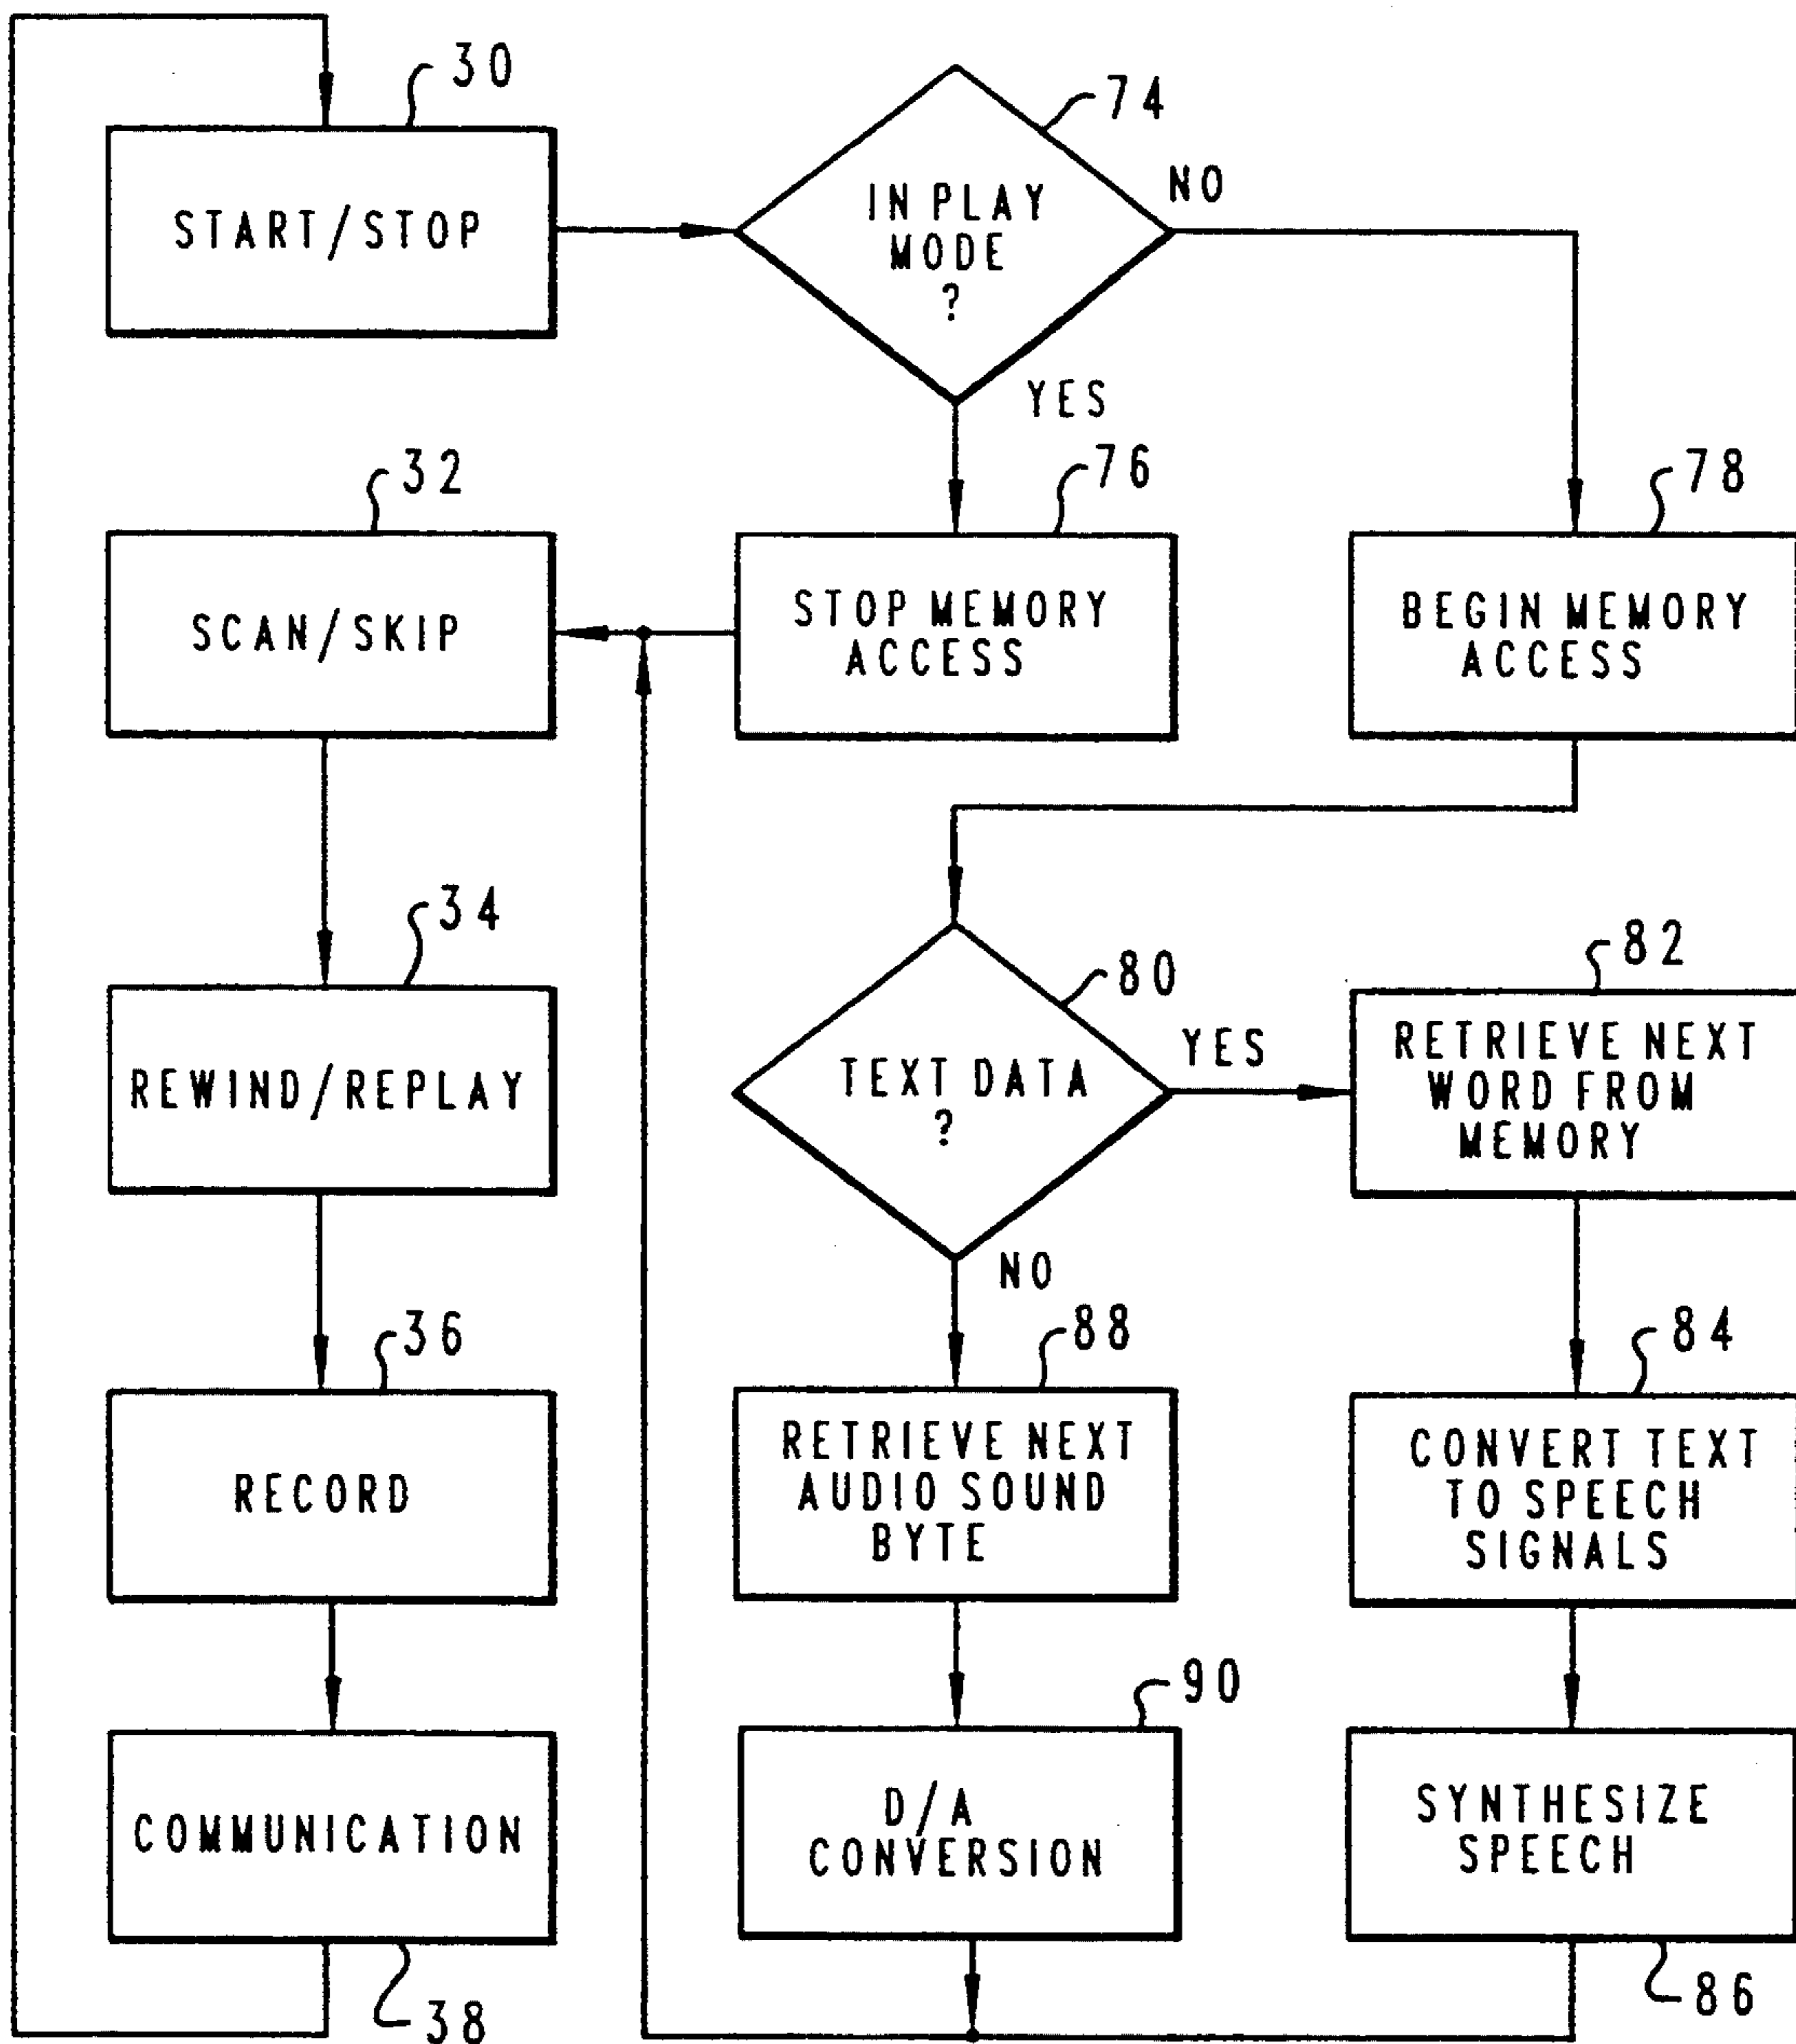 30
START/STOP
74
IN PLAY
MODE
?
NO
YES
32
SCAN/SKIP
76
STOP MEMORY
ACCESS
78
BEGIN MEMORY
ACCESS
34
REWIND/REPLAY
80
TEXT DATA
?
YES
NO
82
RETRIEVE NEXT
WORD FROM
MEMORY
36
RECORD
88
RETRIEVE NEXT
AUDIO SOUND
BYTE
84
CONVERT TEXT
TO SPEECH
SIGNALS
COMMUNICATION
38
90
D/A
CONVERSION
SYNTHESIZE
SPEECH
86